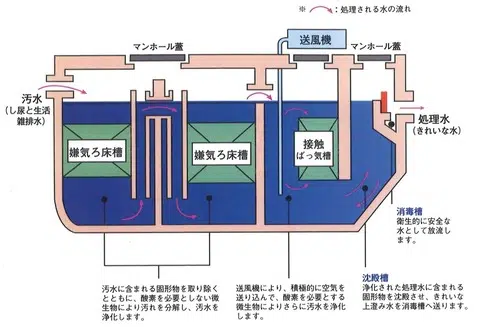 ※ :処理される水の流れ
送風機
マンホール蓋
マンホール蓋
汚水
(し尿と生活
雑排水)
処理水
(きれいな水)
嫌気ろ床槽
嫌気ろ床槽
接触
ばっ気槽
消毒槽
衛生的に安全な
水として放流し
ます。
沈殿槽
浄化された処理水に含まれる
固形物を沈殿させ、きれいな
上澄み水を消毒槽へ送ります。
汚水に含まれる固形物を取り除く
とともに、酸素を必要としない微
生物により汚れを分解し、汚水を
浄化します。
送風機により、積極的に空気を
送り込んで、酸素を必要とする
微生物によりさらに汚水を浄化
します。